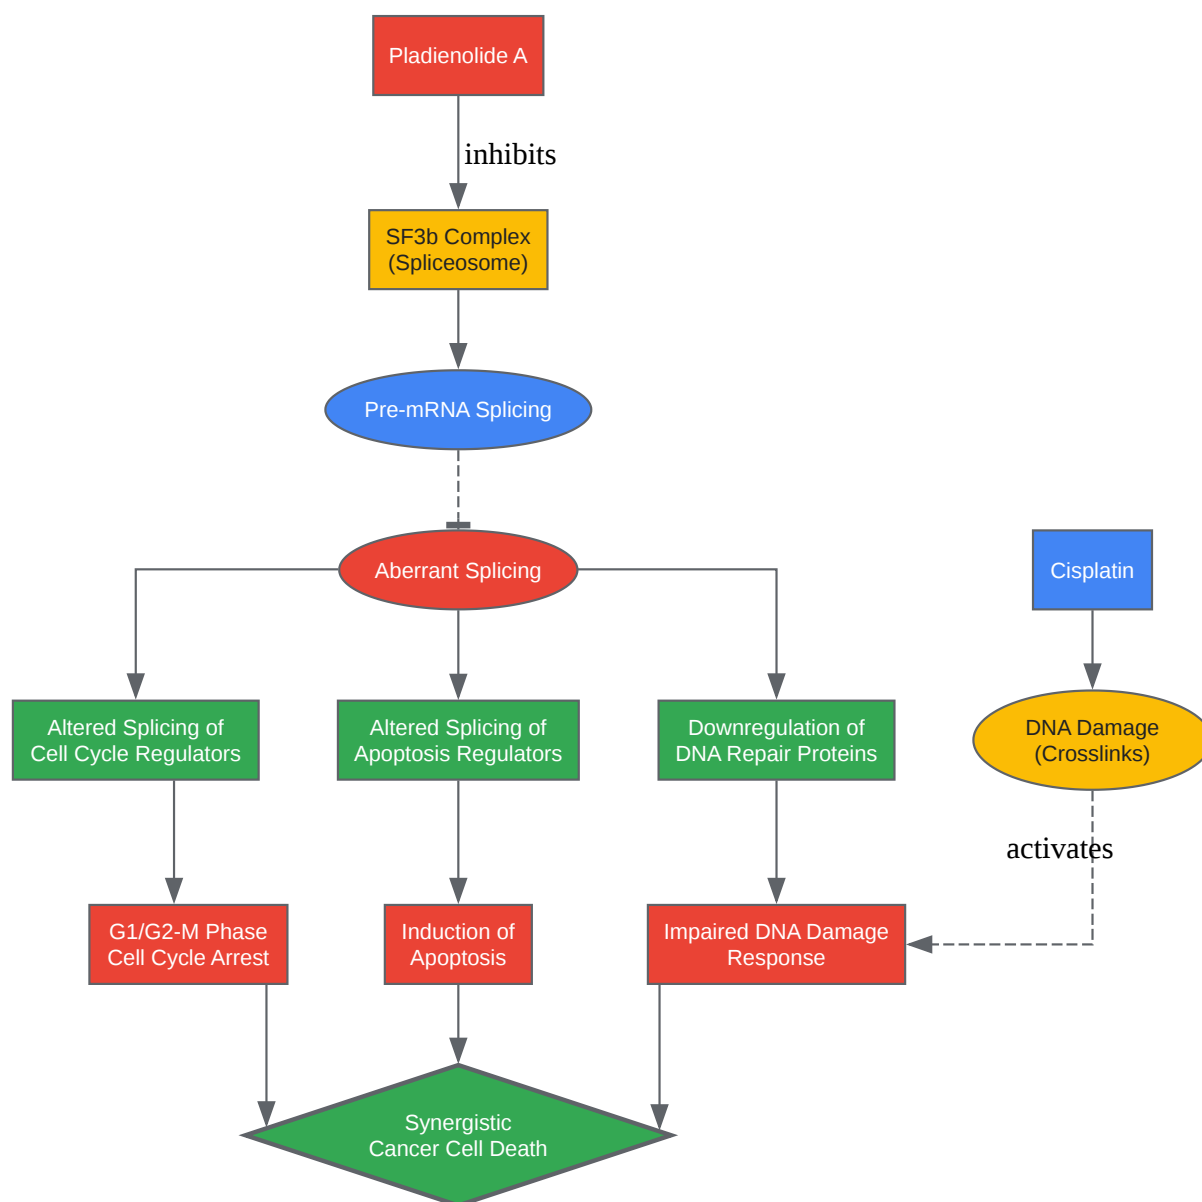 Pladienolide A
inhibits
SF3b Complex
(Spliceosome)
Pre-mRNA Splicing
Aberrant Splicing
Cisplatin
Altered Splicing of
Cell Cycle Regulators
Altered Splicing of
Apoptosis Regulators
Downregulation of
DNA Repair Proteins
DNA Damage
(Crosslinks)
activates
G1/G2-M Phase
Cell Cycle Arrest
Induction of
Apoptosis
Impaired DNA Damage
Response
Synergistic
Cancer Cell Death